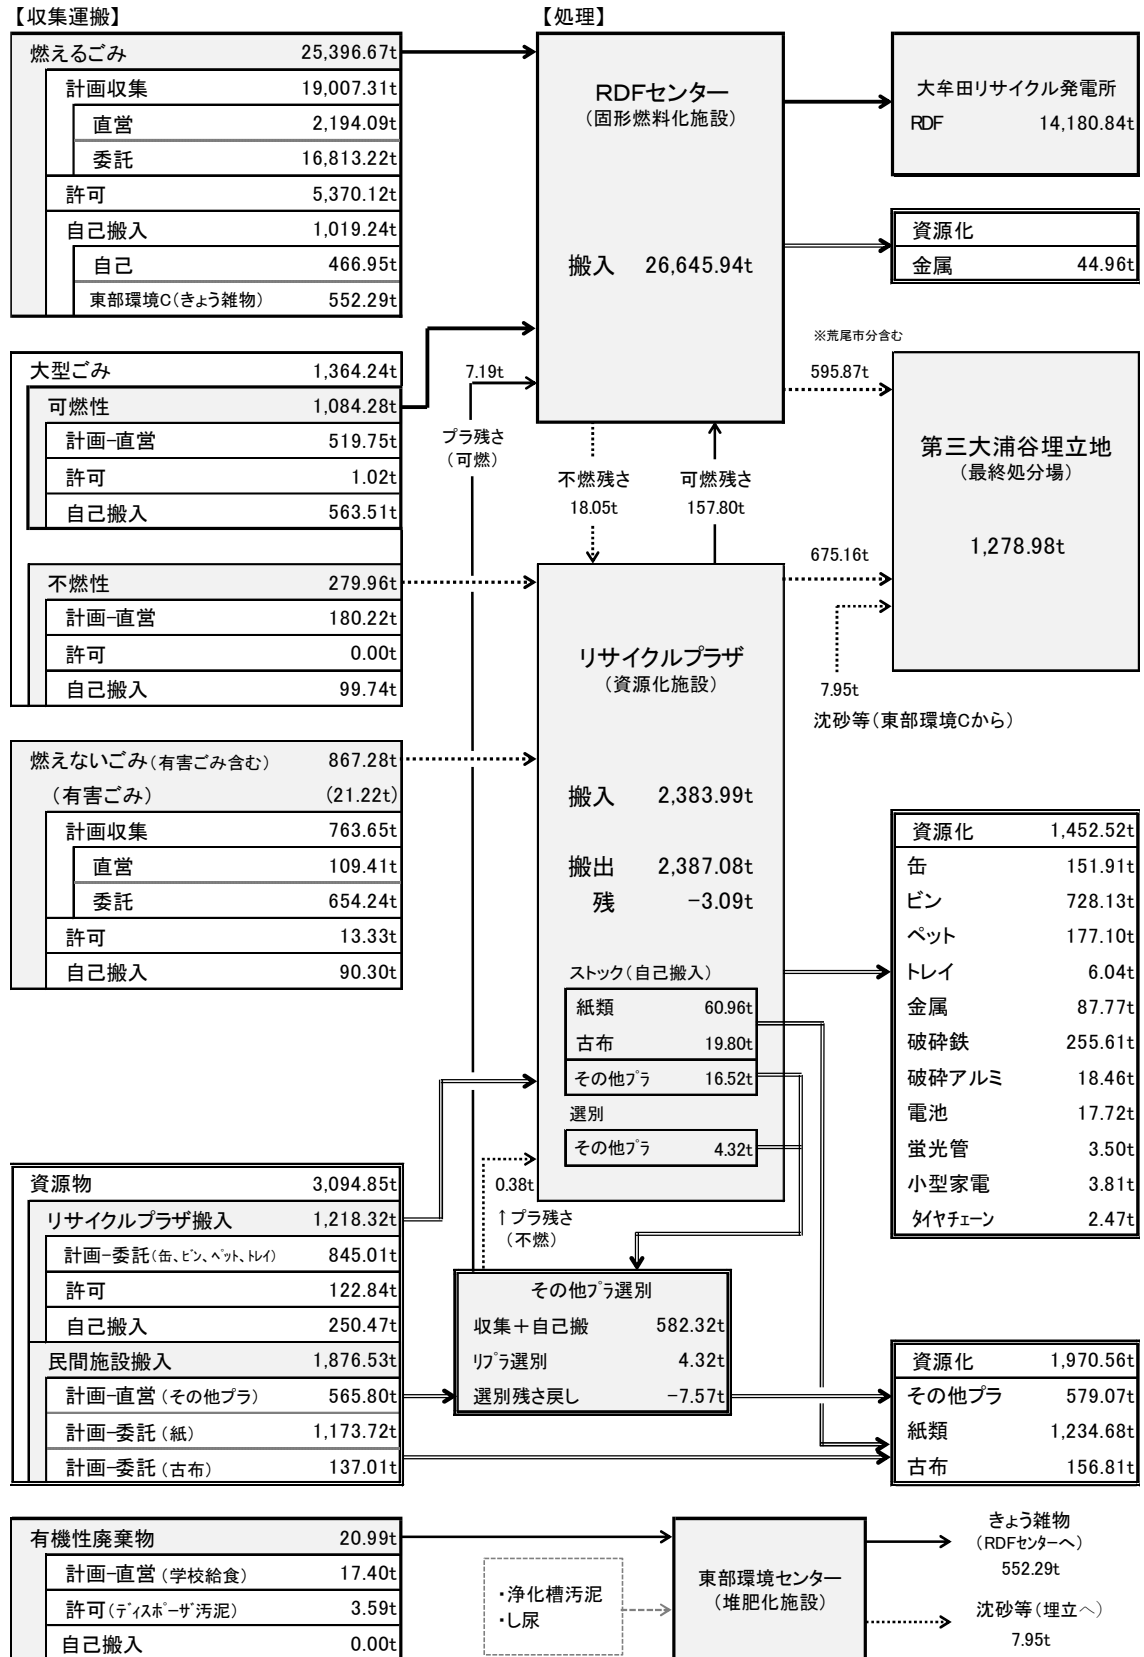 【収集運搬】
燃えるごみ 25,396.67t
計画収集 19,007.31t
直営 2,194.09t
委託 16,813.22t
許可 5,370.12t
自己搬入 1,019.24t
自己 466.95t
東部環境C(きょう雑物) 552.29t
大型ごみ 1,364.24t
可燃性 1,084.28t
計画-直営 519.75t
許可 1.02t
自己搬入 563.51t
不燃性 279.96t
計画-直営 180.22t
許可 0.00t
自己搬入 99.74t
燃えないごみ(有害ごみ含む) 867.28t
(有害ごみ) (21.22t)
計画収集 763.65t
直営 109.41t
委託 654.24t
許可 13.33t
自己搬入 90.30t
資源物 3,094.85t
リサイクルプラザ搬入 1,218.32t
計画-委託(缶、ビン、ペット、トレイ) 845.01t
許可 122.84t
自己搬入 250.47t
民間施設搬入 1,876.53t
計画-直営(その他プラ) 565.80t
計画-委託(紙) 1,173.72t
計画-委託(古布) 137.01t
有機性廃棄物 20.99t
計画-直営(学校給食) 17.40t
許可(ディスポーザ汚泥) 3.59t
自己搬入 0.00t
【処理】
RDFセンター
(固形燃料化施設)
搬入 26,645.94t
7.19t
プラ残さ
(可燃)
不燃残さ
18.05t
可燃残さ
157.80t
リサイクルプラザ
(資源化施設)
搬入 2,383.99t
搬出 2,387.08t
残 -3.09t
ストック(自己搬入)
紙類 60.96t
古布 19.80t
その他プラ 16.52t
選別
その他プラ 4.32t
0.38t
↑プラ残さ
(不燃)
その他プラ選別
収集+自己搬 582.32t
リプラ選別 4.32t
選別残さ戻し -7.57t
・浄化槽汚泥
・し尿
東部環境センター
(堆肥化施設)
大牟田リサイクル発電所
RDF 14,180.84t
資源化
金属 44.96t
※荒尾市分含む
595.87t
第三大浦谷埋立地
(最終処分場)
1,278.98t
675.16t
7.95t
沈砂等(東部環境Cから)
資源化 1,452.52t
缶 151.91t
ビン 728.13t
ペット 177.10t
トレイ 6.04t
金属 87.77t
破砕鉄 255.61t
破砕アルミ 18.46t
電池 17.72t
蛍光管 3.50t
小型家電 3.81t
タイヤチェーン 2.47t
資源化 1,970.56t
その他プラ 579.07t
紙類 1,234.68t
古布 156.81t
きょう雑物
(RDFセンターへ)
552.29t
沈砂等(埋立へ)
7.95t